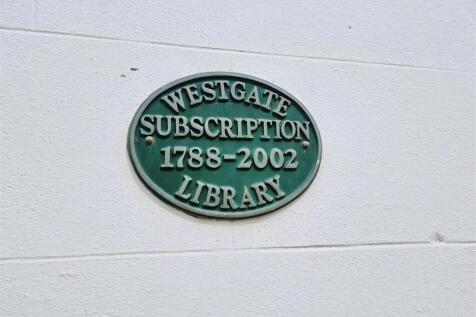 WESTGATE
SUBSCRIPTION
1788-2002
LIBRARY